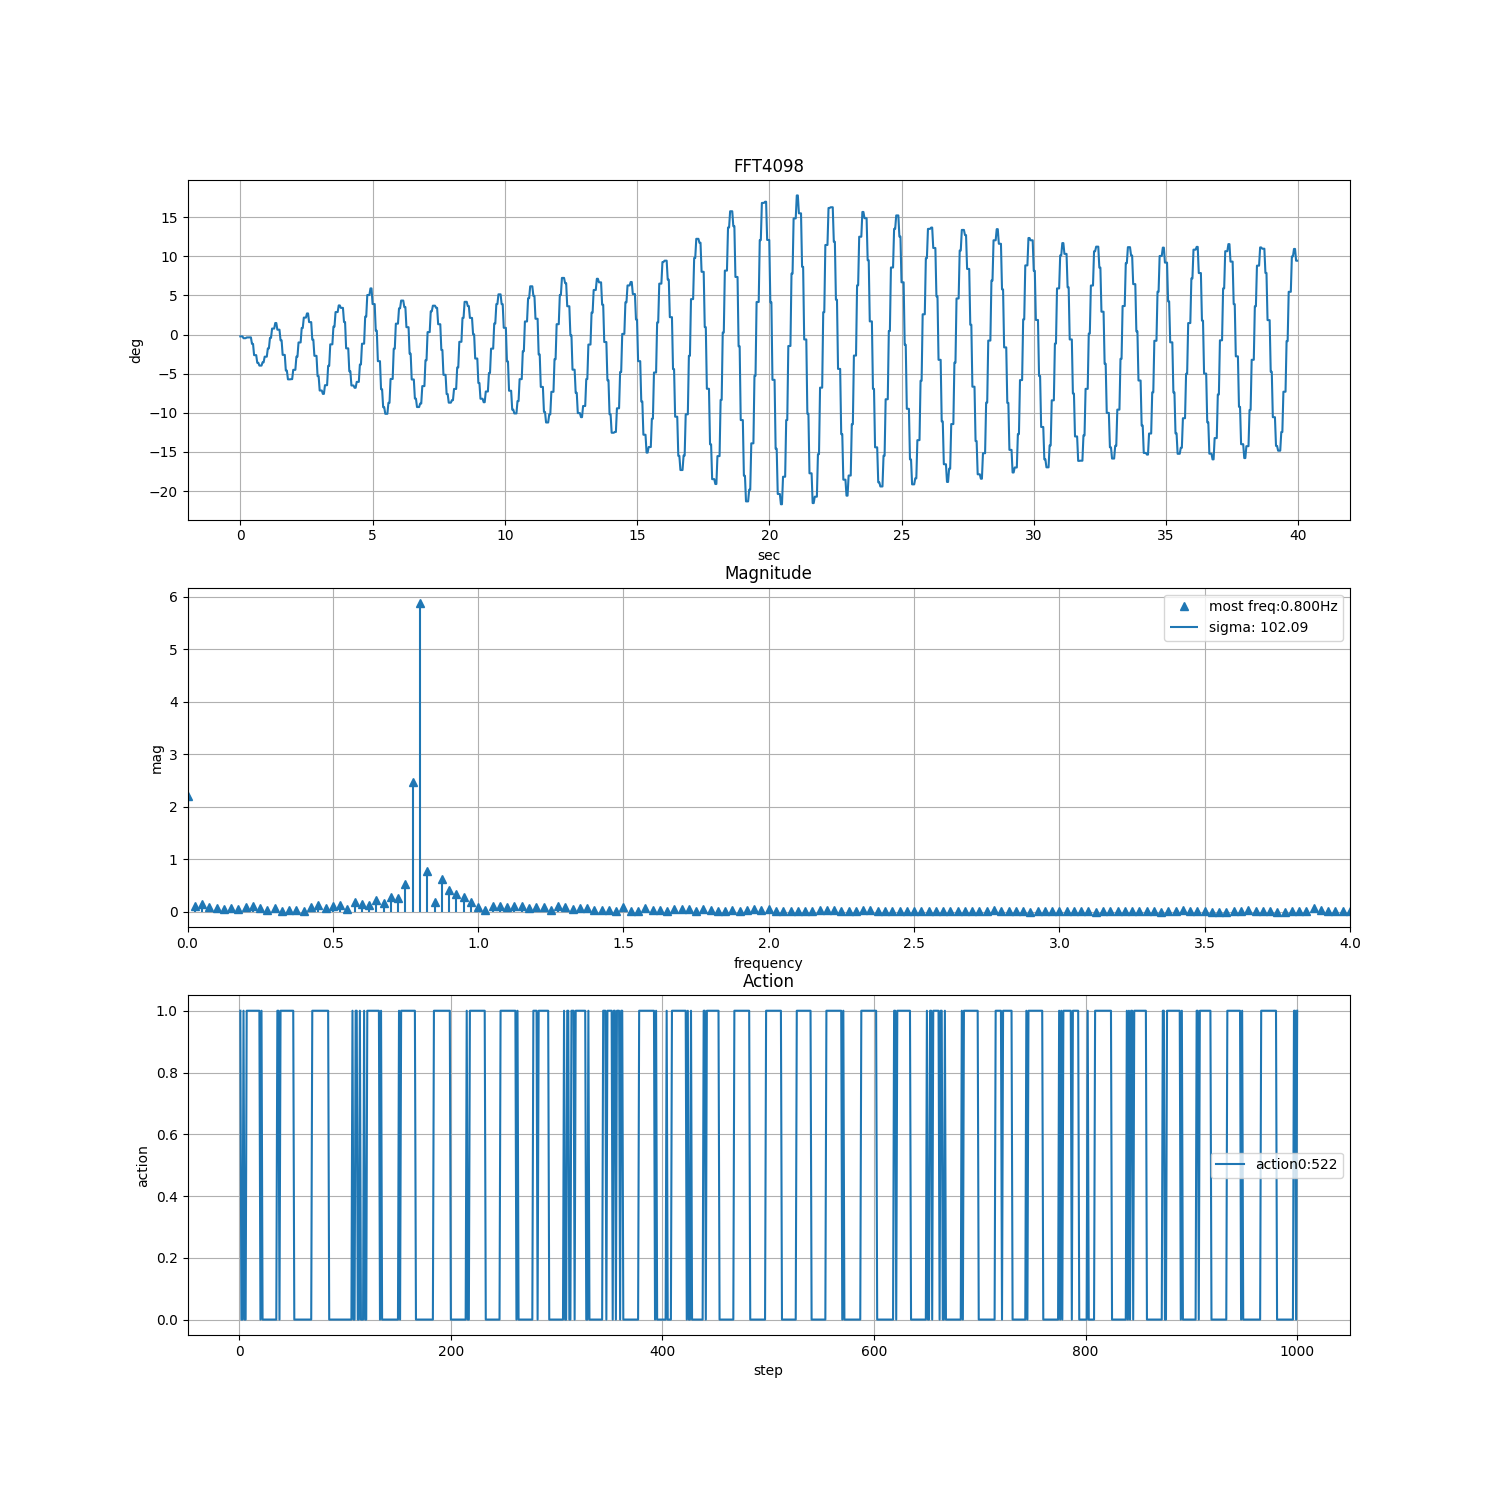 FFT4098
15
10
5
0
−5
−10
−15
−20
deg
0 5 10 15 20 25 30 35 40
sec
Magnitude
6
5
4
3
2
1
0
mag
most freq:0.800Hz
sigma: 102.09
0.0 0.5 1.0 1.5 2.0 2.5 3.0 3.5 4.0
frequency
Action
1.0
0.8
0.6
0.4
0.2
0.0
action
action0:522
0 200 400 600 800 1000
step